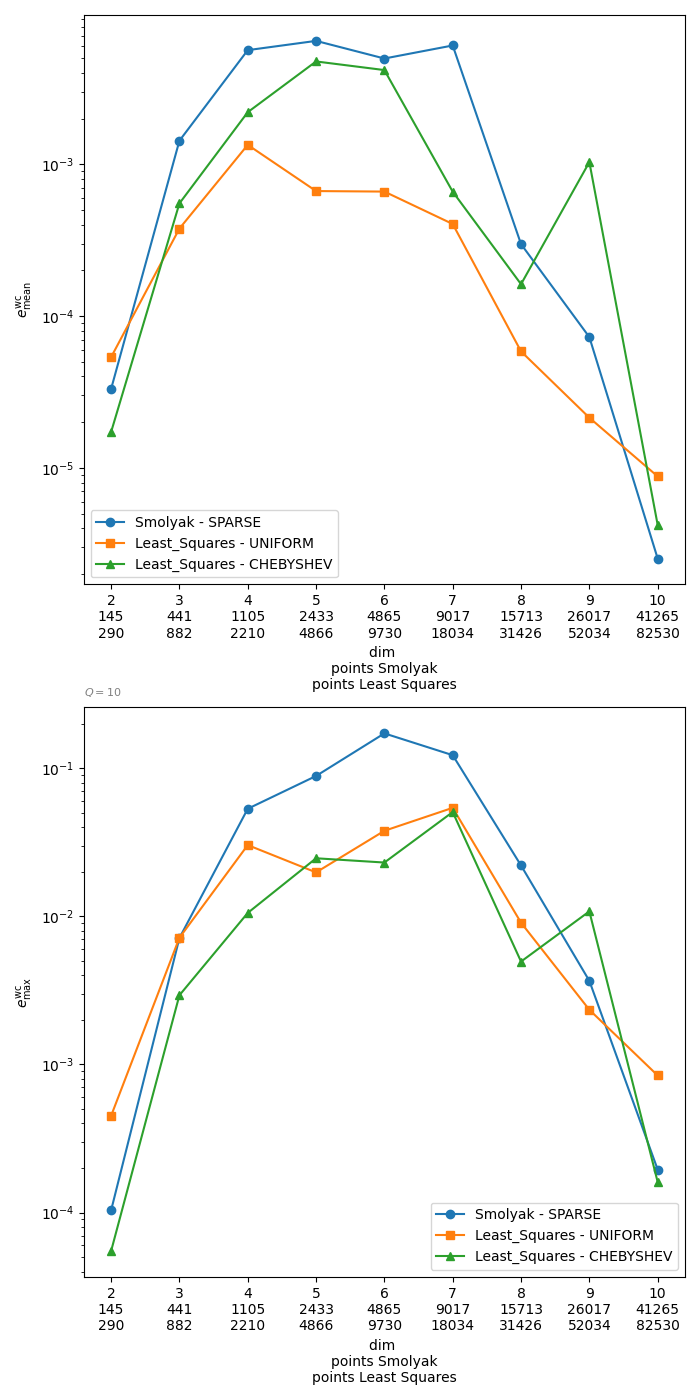 10⁻³
10⁻⁴
10⁻⁵
e^wc_mean
Smolyak - SPARSE
Least_Squares - UNIFORM
Least_Squares - CHEBYSHEV
2 3 4 5 6 7 8 9 10
145 441 1105 2433 4865 9017 15713 26017 41265
290 882 2210 4866 9730 18034 31426 52034 82530
dim
points Smolyak
points Least Squares
Q = 10
10⁻¹
10⁻²
10⁻³
10⁻⁴
e^wc_max
Smolyak - SPARSE
Least_Squares - UNIFORM
Least_Squares - CHEBYSHEV
2 3 4 5 6 7 8 9 10
145 441 1105 2433 4865 9017 15713 26017 41265
290 882 2210 4866 9730 18034 31426 52034 82530
dim
points Smolyak
points Least Squares